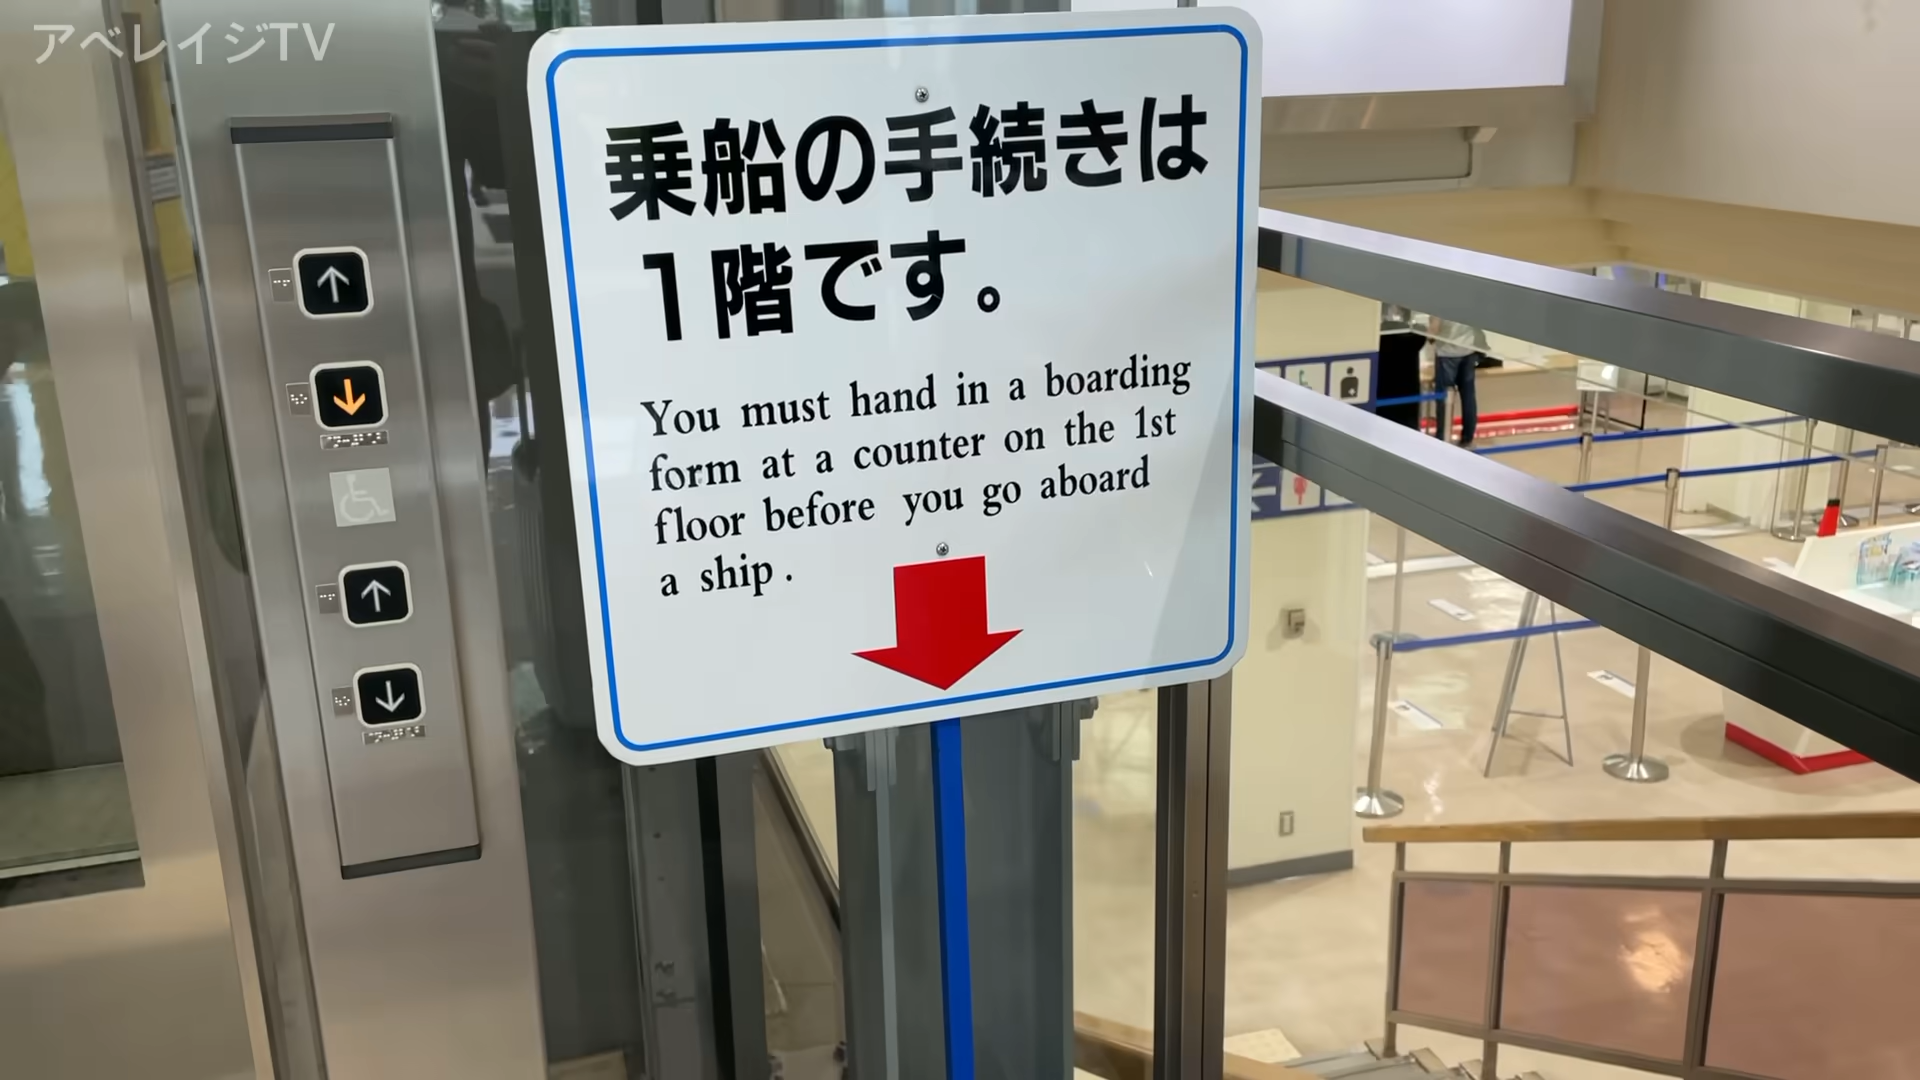 アベレイジTV
乗船の手続きは
1階です。
You must hand in a boarding
form at a counter on the 1st
floor before you go aboard
a ship.